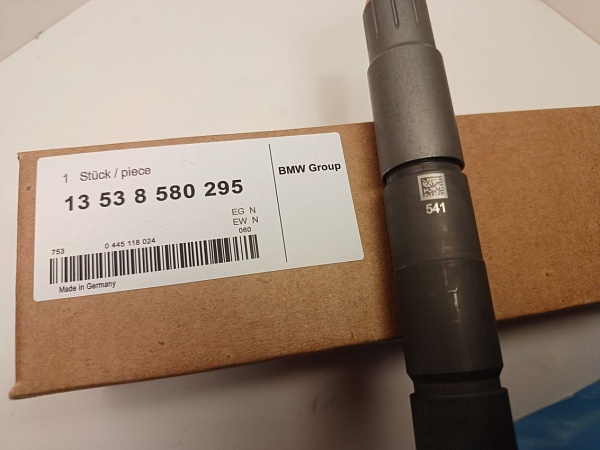 1 Stück / piece
BMW Group
13 53 8 580 295
EG N
EW N
060
753 0 445 118 024
Made in Germany
541